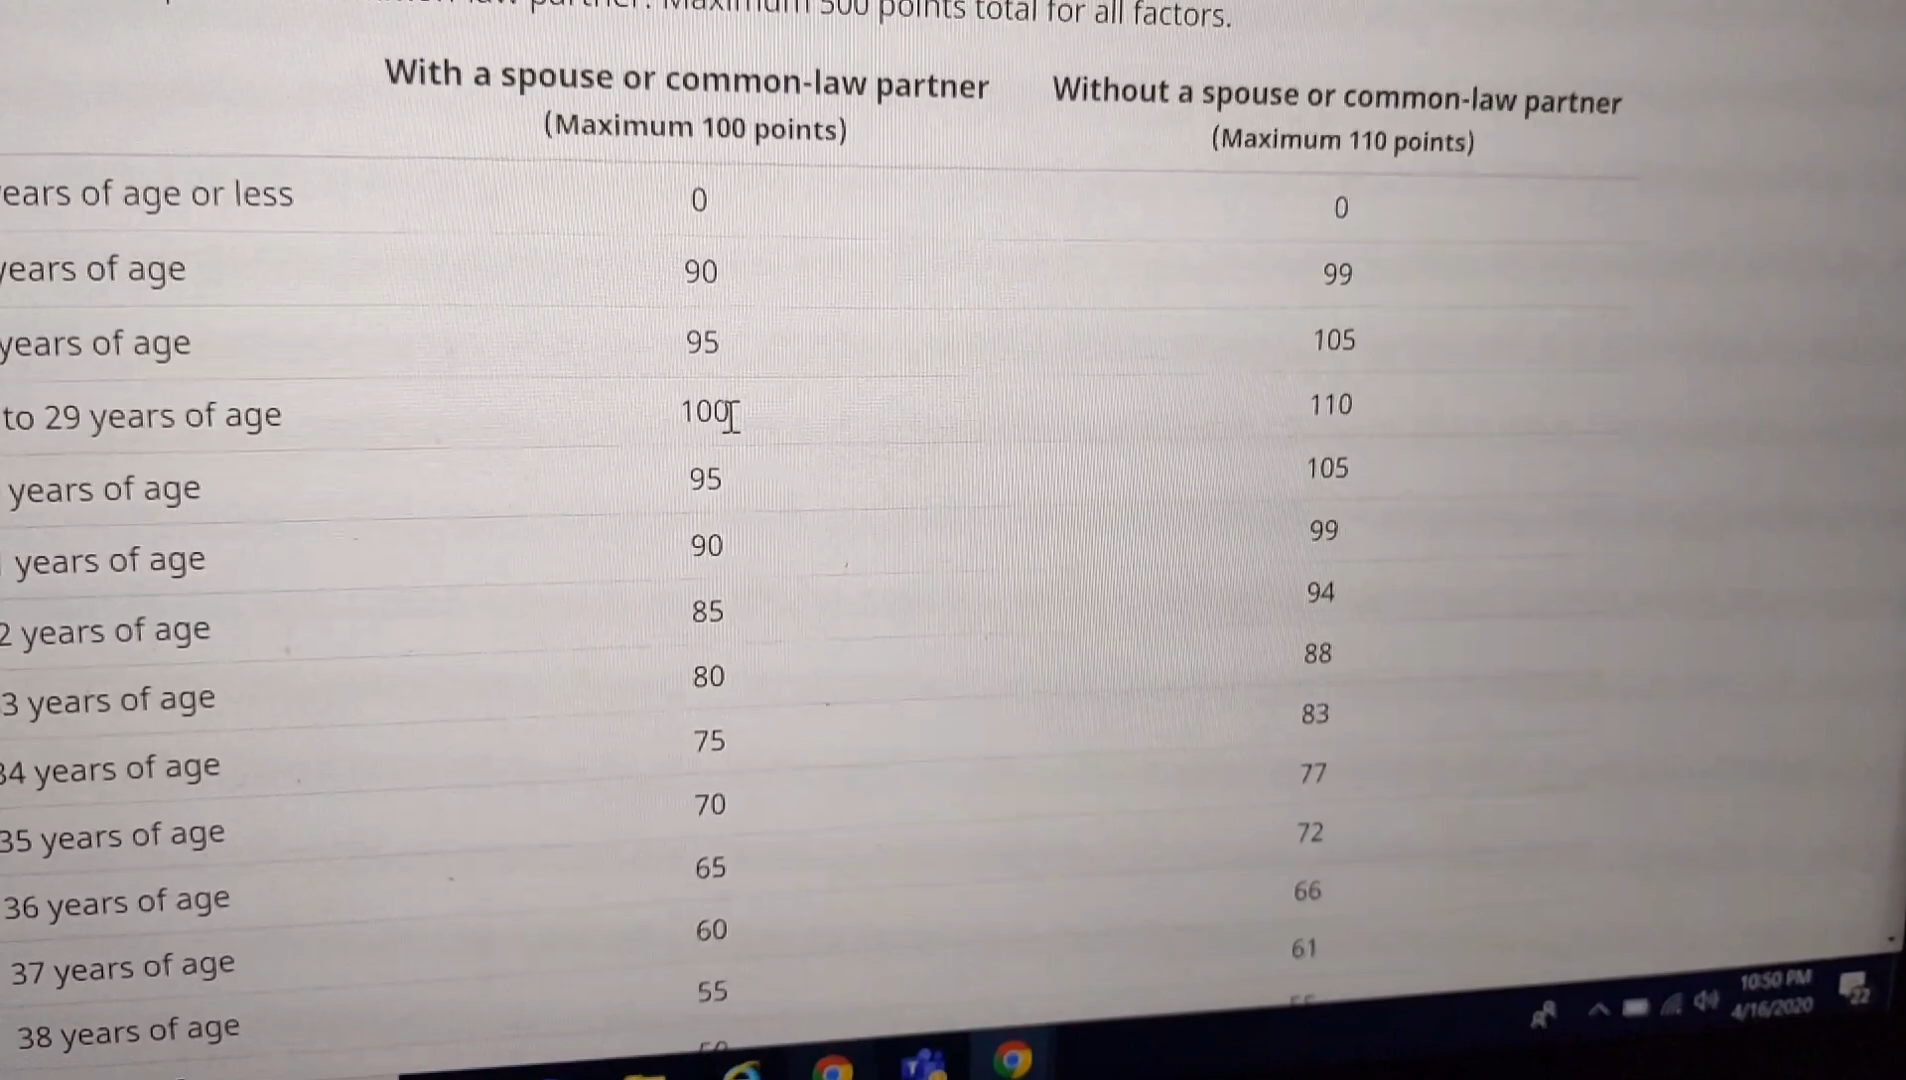 partner. Maximum 500 points total for all factors.
With a spouse or common-law partner Without a spouse or common-law partner
(Maximum 100 points) (Maximum 110 points)
ears of age or less 0 0
years of age 90 99
years of age 95 105
to 29 years of age 100 110
years of age 95 105
years of age 90 99
2 years of age 85 94
3 years of age 80 88
34 years of age 75 83
35 years of age 70 77
36 years of age 65 72
37 years of age 60 66
38 years of age 55 61
10:50 PM
4/16/2020
22